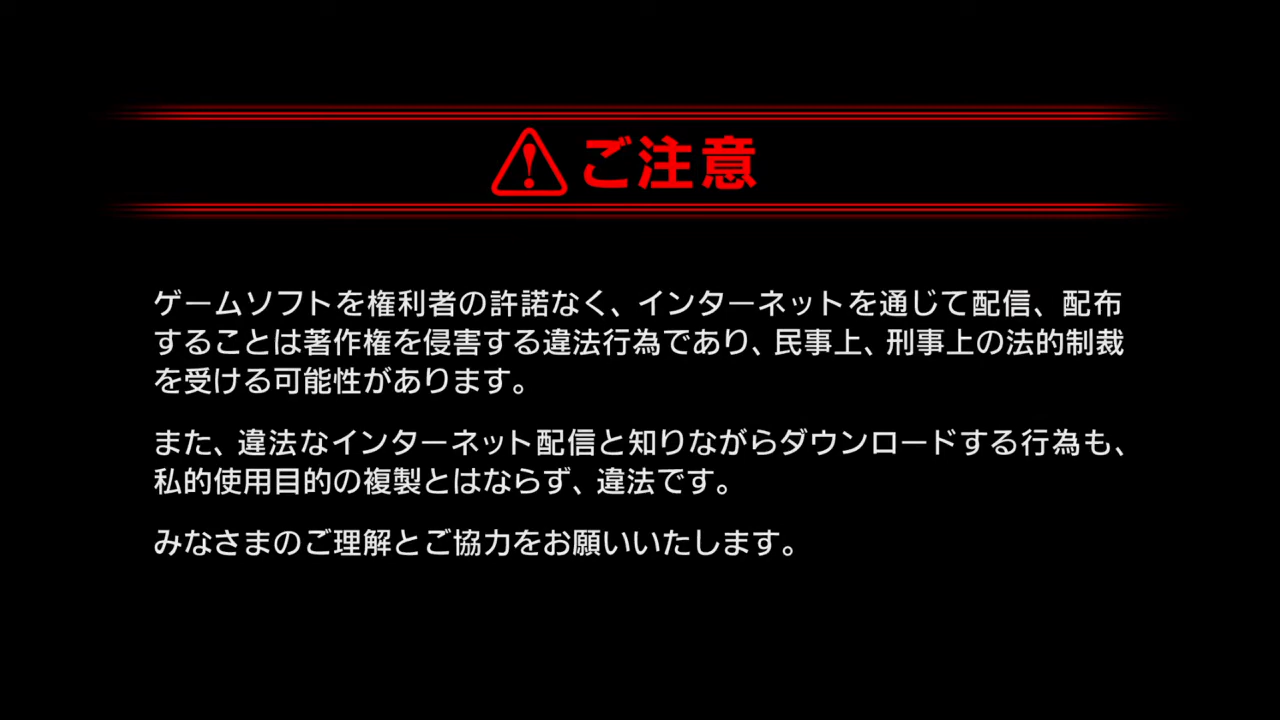 ご注意
ゲームソフトを権利者の許諾なく、インターネットを通じて配信、配布
することは著作権を侵害する違法行為であり、民事上、刑事上の法的制裁
を受ける可能性があります。
また、違法なインターネット配信と知りながらダウンロードする行為も、
私的使用目的の複製とはならず、違法です。
みなさまのご理解とご協力をお願いいたします。